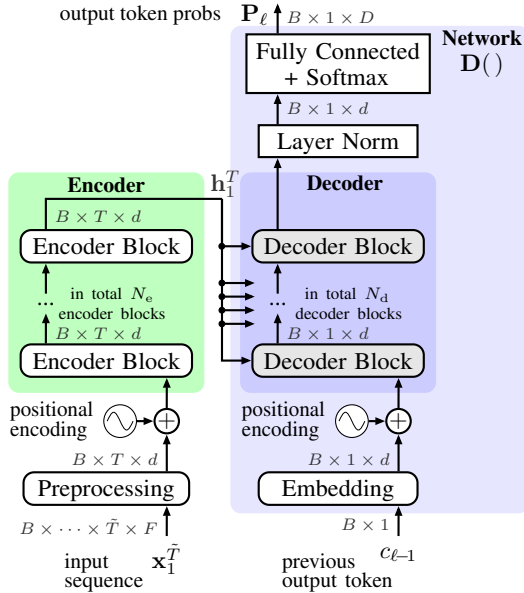 output token probs
P_ℓ
B × 1 × D
Network
D( )
Fully Connected
+ Softmax
B × 1 × d
Layer Norm
Encoder
h_1^T
Decoder
B × T × d
Encoder Block
Decoder Block
...
in total N_e
encoder blocks
...
in total N_d
decoder blocks
B × T × d
B × 1 × d
Encoder Block
Decoder Block
positional
encoding
+
positional
encoding
+
B × T × d
B × 1 × d
Preprocessing
Embedding
B × ⋯ × T̃ × F
B × 1
input
sequence
x_1^T̃
previous
output token
c_{ℓ−1}